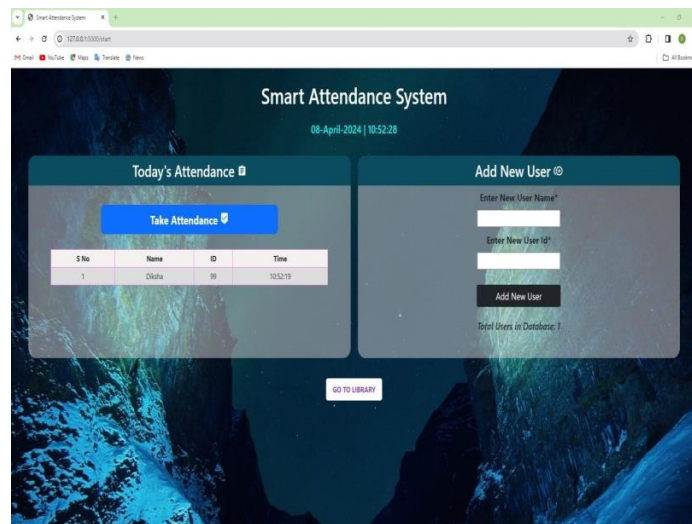 Smart Attendance System
127.0.0.1:5000/start
Gmail YouTube Maps Translate News
All Bookm
Smart Attendance System
08-April-2024 | 10:52:28
Today's Attendance
Take Attendance
S No Name ID Time
1 Diksha 99 10:52:19
Add New User
Enter New User Name*
Enter New User Id*
Add New User
Total Users in Database: 1
GO TO LIBRARY